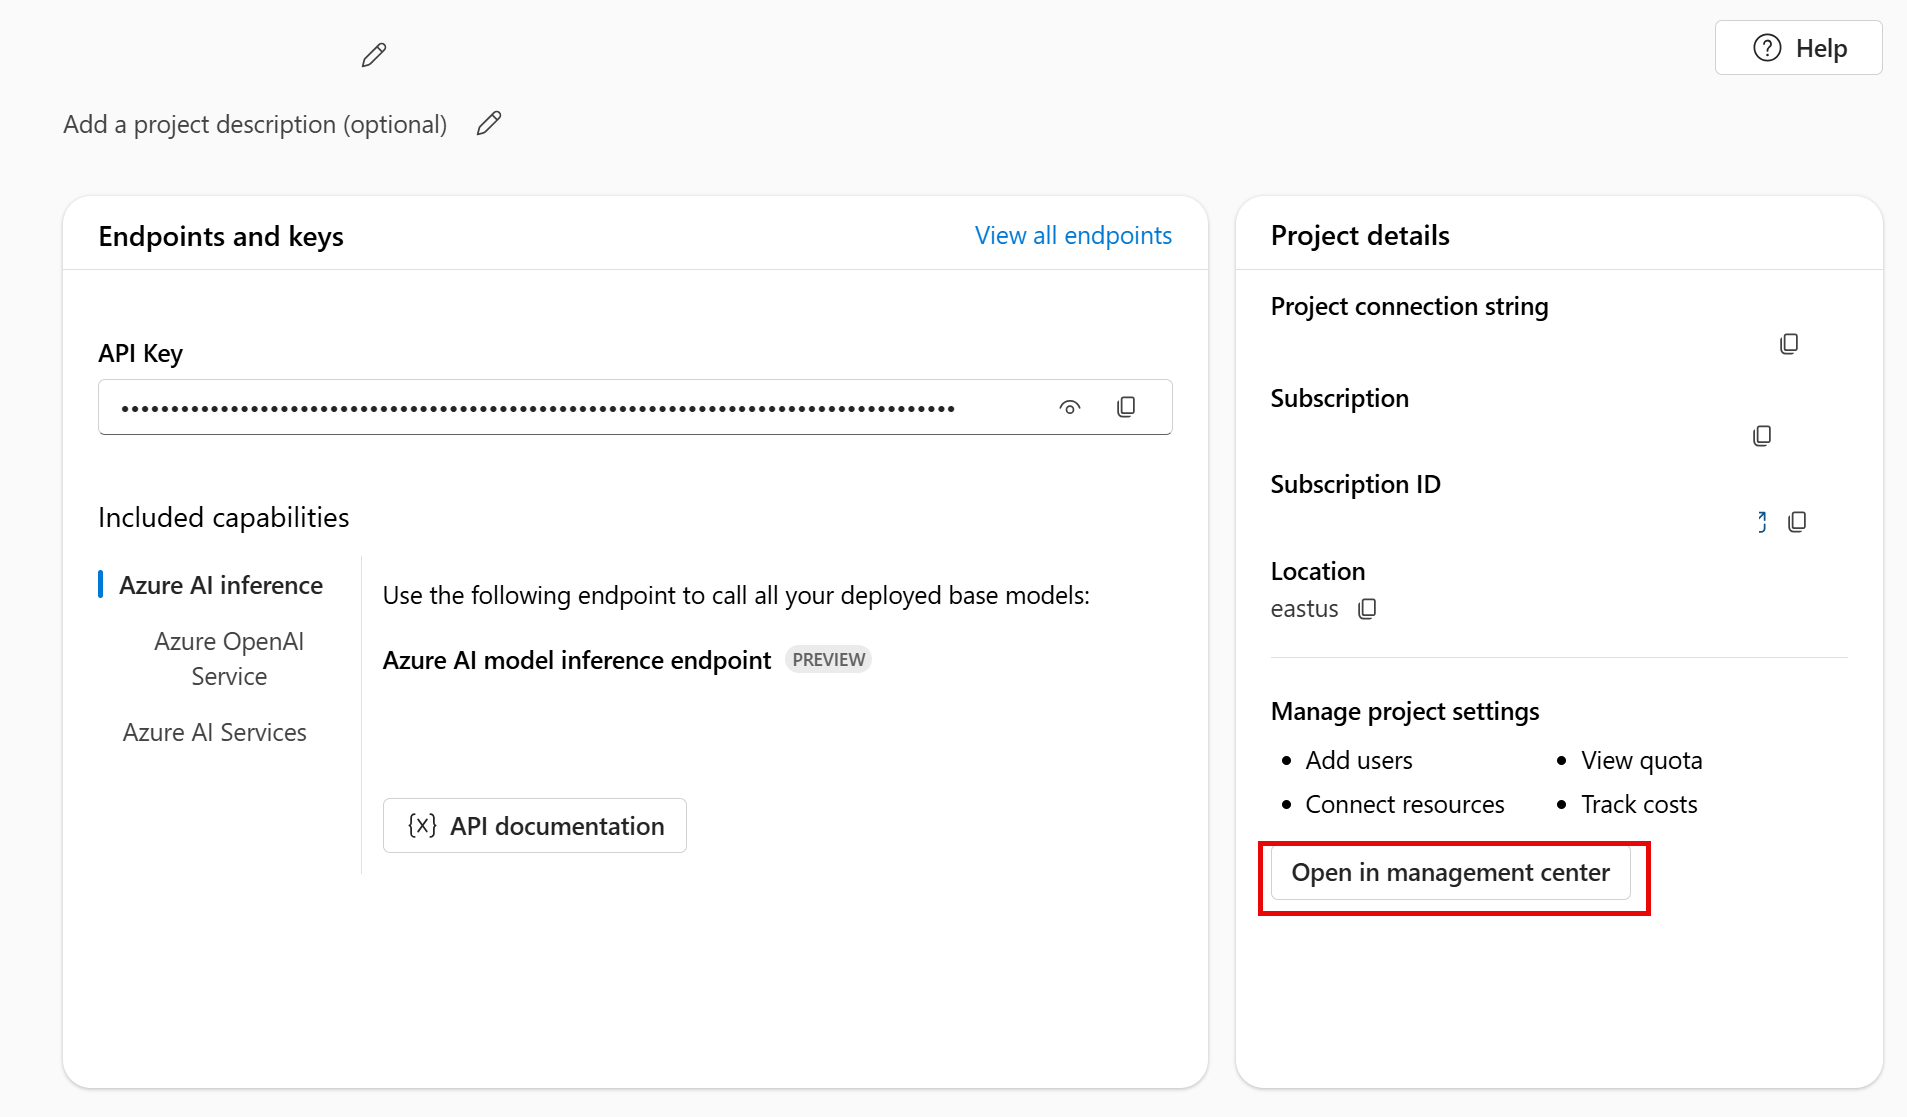 Help
Add a project description (optional)
Endpoints and keys
View all endpoints
API Key
Included capabilities
Azure AI inference
Azure OpenAI
Service
Azure AI Services
Use the following endpoint to call all your deployed base models:
Azure AI model inference endpoint PREVIEW
{x} API documentation
Project details
Project connection string
Subscription
Subscription ID
Location
eastus
Manage project settings
• Add users
• View quota
• Connect resources
• Track costs
Open in management center